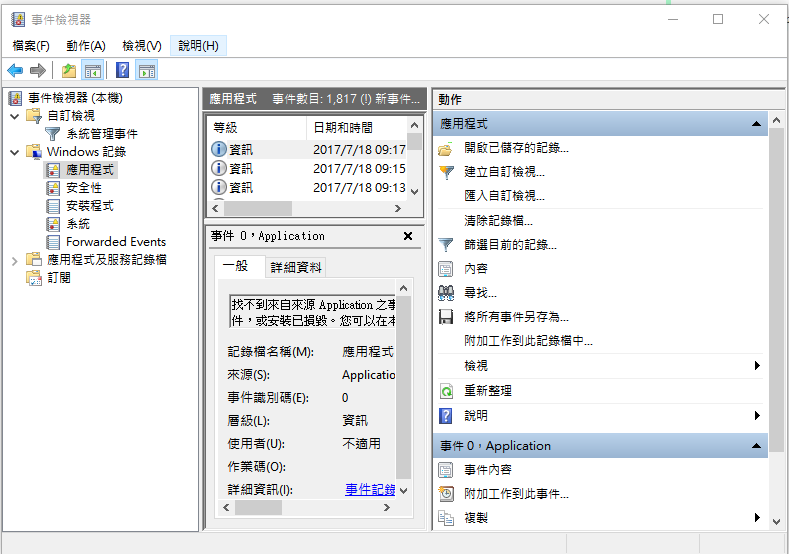 事件檢視器
檔案(F) 動作(A) 檢視(V) 說明(H)
事件檢視器 (本機)
自訂檢視
系統管理事件
Windows 記錄
應用程式
安全性
安裝程式
系統
Forwarded Events
應用程式及服務記錄檔
訂閱
應用程式 事件數目: 1,817 (!) 新事件...
等級 日期和時間
資訊 2017/7/18 09:17
資訊 2017/7/18 09:15
資訊 2017/7/18 09:13
事件 0，Application
一般 詳細資料
找不到來自來源 Application 之事
件，或安裝已損毀。您可以在本
記錄檔名稱(M): 應用程式
來源(S): Applicatio
事件識別碼(E): 0
層級(L): 資訊
使用者(U): 不適用
作業碼(O):
詳細資訊(I): 事件記錄
動作
應用程式
開啟已儲存的記錄...
建立自訂檢視...
匯入自訂檢視...
清除記錄檔...
篩選目前的記錄...
內容
尋找...
將所有事件另存為...
附加工作到此記錄檔中...
檢視
重新整理
說明
事件 0，Application
事件內容
附加工作到此事件...
複製